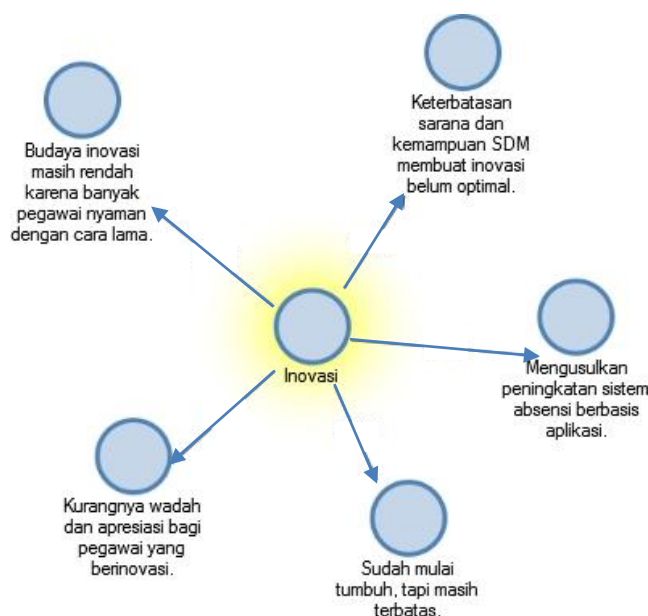 Budaya inovasi
masih rendah
karena banyak
pegawai nyaman
dengan cara lama.
Keterbatasan
sarana dan
kemampuan SDM
membuat inovasi
belum optimal.
Inovasi
Mengusulkan
peningkatan sistem
absensi berbasis
aplikasi.
Kurangnya wadah
dan apresiasi bagi
pegawai yang
berinovasi.
Sudah mulai
tumbuh, tapi masih
terbatas.